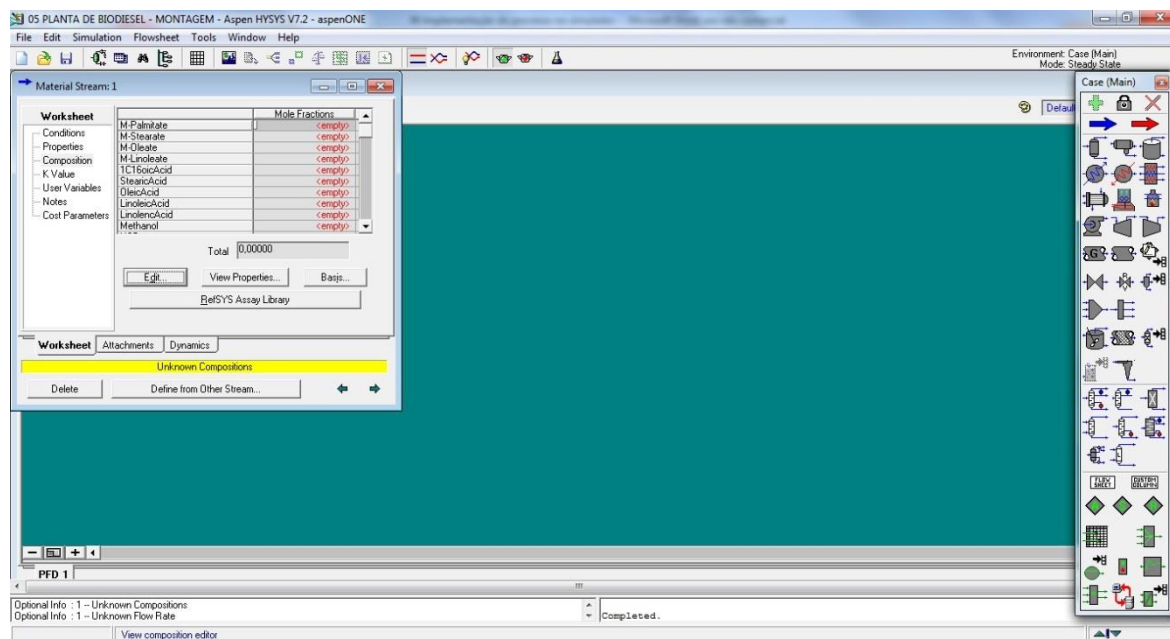 05 PLANTA DE BIODIESEL - MONTAGEM - Aspen HYSYS V7.2 - aspenONE
File Edit Simulation Flowsheet Tools Window Help
Environment: Case (Main)
Mode: Steady State
Material Stream: 1
Case (Main)
Defaul
Worksheet
Conditions
Properties
Composition
K Value
User Variables
Notes
Cost Parameters
Mole Fractions
M-Palmitate <empty>
M-Stearate <empty>
M-Oleate <empty>
M-Linoleate <empty>
1C16oicAcid <empty>
StearicAcid <empty>
OleicAcid <empty>
LinoleicAcid <empty>
LinolencAcid <empty>
Methanol <empty>
Total 0,00000
Edit... View Properties... Basis...
RefSYS Assay Library
Worksheet Attachments Dynamics
Unknown Compositions
Delete Define from Other Stream...
FLOW SHEET
CUSTOM COLUMN
PFD 1
Optional Info : 1 -- Unknown Compositions
Optional Info : 1 -- Unknown Flow Rate
Completed.
View composition editor